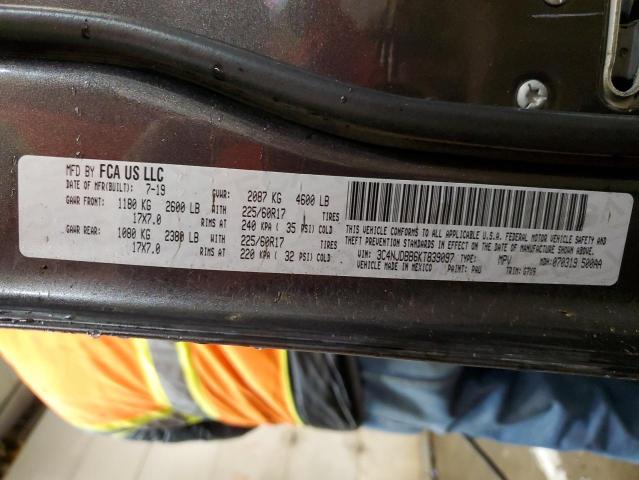 MFD BY FCA US LLC
DATE OF MFR(BUILT): 7-19 GVWR: 2087 KG 4600 LB
GAWR FRONT: 1180 KG 2600 LB WITH 225/60R17 TIRES
17X7.0 RIMS AT 240 KPA ( 35 PSI) COLD
GAWR REAR: 1080 KG 2380 LB WITH 225/60R17 TIRES
17X7.0 RIMS AT 220 KPA ( 32 PSI) COLD
THIS VEHICLE CONFORMS TO ALL APPLICABLE U.S.A. FEDERAL MOTOR VEHICLE SAFETY AND
THEFT PREVENTION STANDARDS IN EFFECT ON THE DATE OF MANUFACTURE SHOWN ABOVE.
VIN: 3C4NJDBB6KT839097 TYPE: MPV MDH: 070319 500AA
VEHICLE MADE IN MEXICO PAINT: PAU TRIM: G7X9